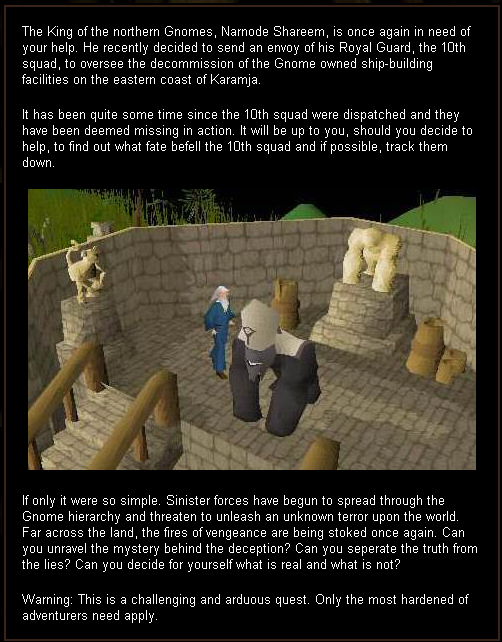 The King of the northern Gnomes, Narnode Shareem, is once again in need of
your help. He recently decided to send an envoy of his Royal Guard, the 10th
squad, to oversee the decommission of the Gnome owned ship-building
facilities on the eastern coast of Karamja.
It has been quite some time since the 10th squad were dispatched and they
have been deemed missing in action. It will be up to you, should you decide to
help, to find out what fate befell the 10th squad and if possible, track them
down.
If only it were so simple. Sinister forces have begun to spread through the
Gnome hierarchy and threaten to unleash an unknown terror upon the world.
Far across the land, the fires of vengeance are being stoked once again. Can
you unravel the mystery behind the deception? Can you seperate the truth from
the lies? Can you decide for yourself what is real and what is not?
Warning: This is a challenging and arduous quest. Only the most hardened of
adventurers need apply.